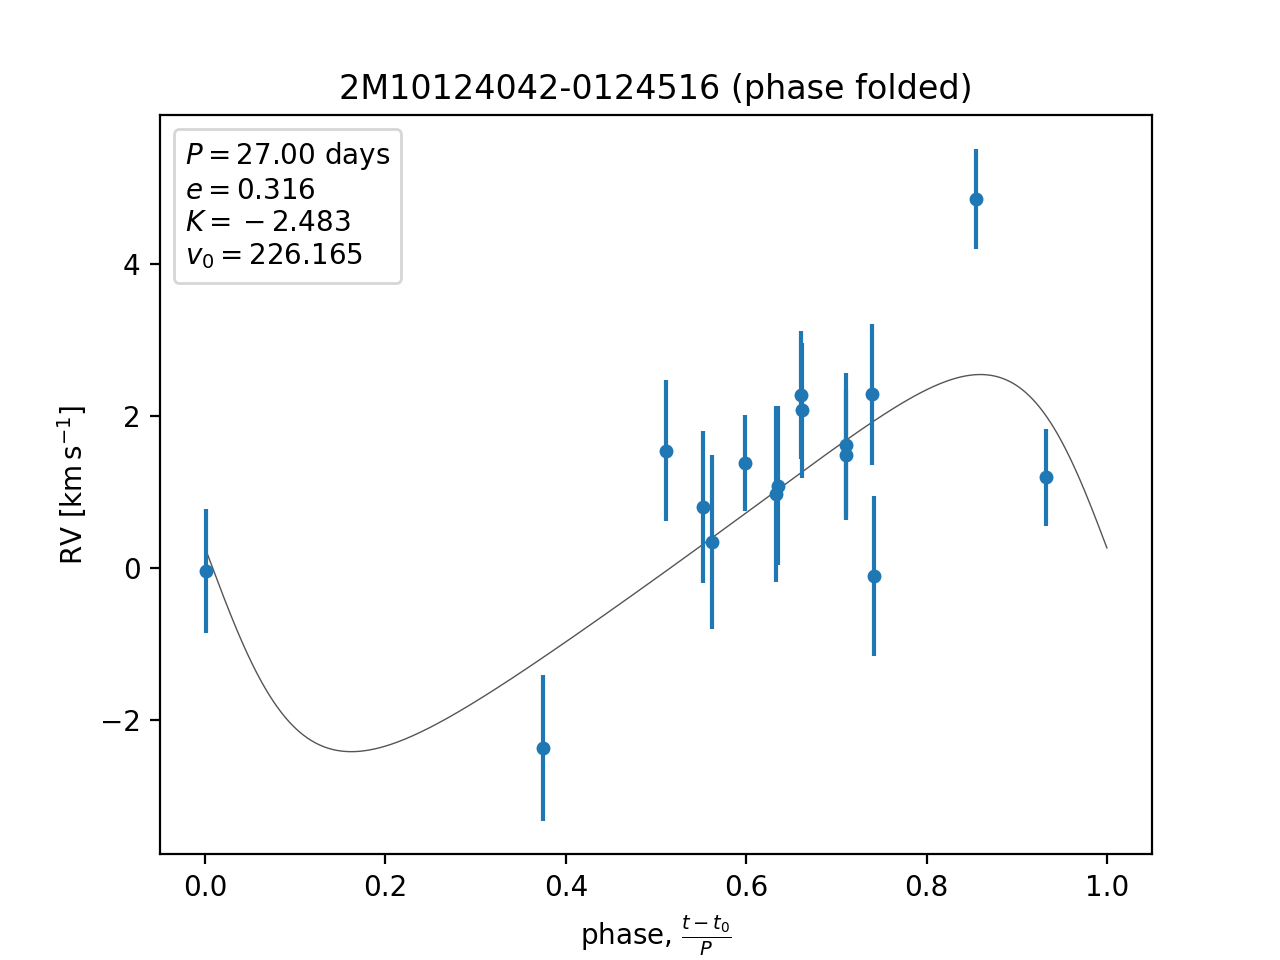 2M10124042-0124516 (phase folded)
P = 27.00 days
e = 0.316
K = −2.483
v₀ = 226.165
RV [km s⁻¹]
4
2
0
−2
0.0 0.2 0.4 0.6 0.8 1.0
phase, (t − t₀)/P